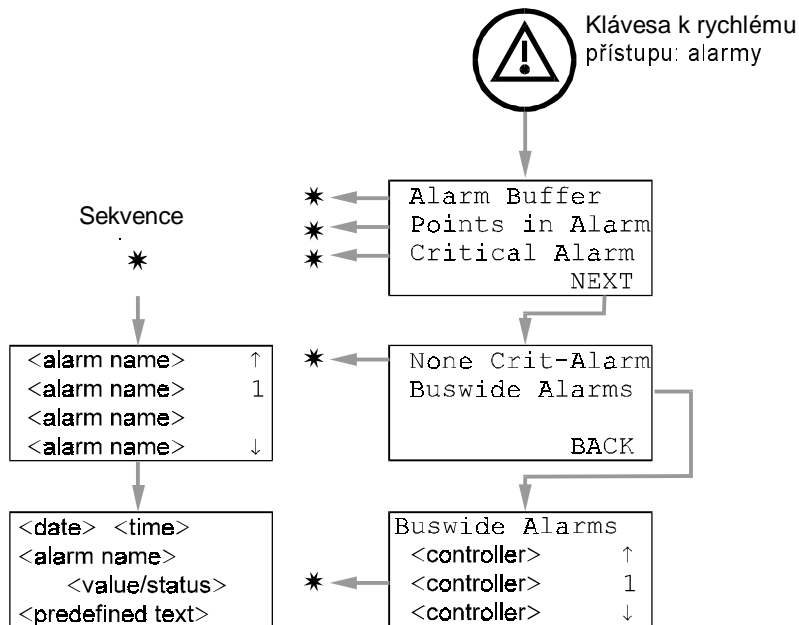 Klávesa k rychlému
přístupu: alarmy
Alarm Buffer
Points in Alarm
Critical Alarm
NEXT
Sekvence
<alarm name> ↑
<alarm name> 1
<alarm name>
<alarm name> ↓
None Crit-Alarm
Buswide Alarms
BACK
<date> <time>
<alarm name>
<value/status>
<predefined text>
Buswide Alarms
<controller> ↑
<controller> 1
<controller> ↓